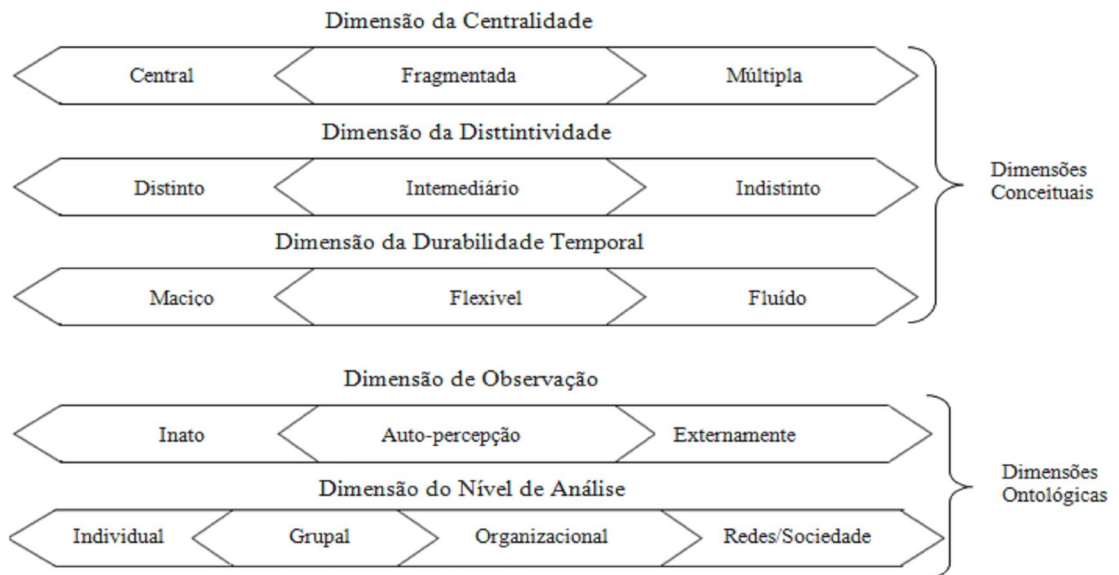 Dimensão da Centralidade
Central
Fragmentada
Múltipla
Dimensão da Disttintividade
Distinto
Intemediário
Indistinto
Dimensão da Durabilidade Temporal
Maciço
Flexivel
Fluído
Dimensões
Conceituais
Dimensão de Observação
Inato
Auto-percepção
Externamente
Dimensão do Nível de Análise
Individual
Grupal
Organizacional
Redes/Sociedade
Dimensões
Ontológicas